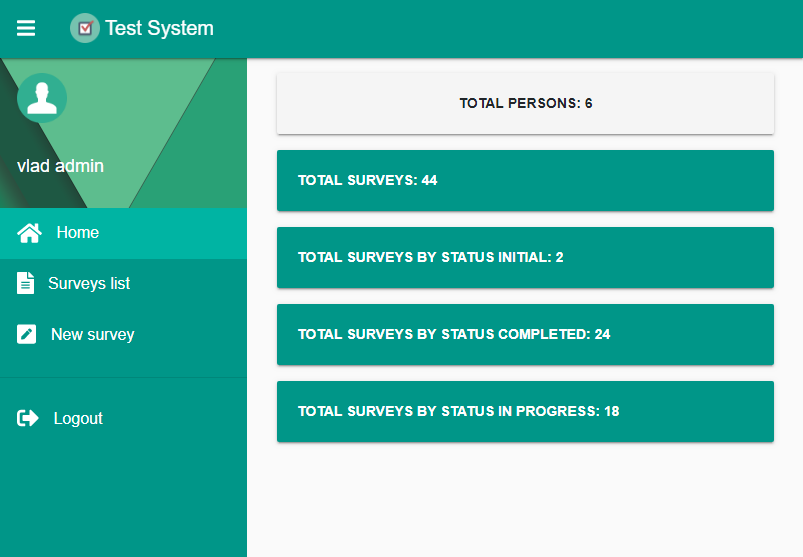 Test System
vlad admin
Home
Surveys list
New survey
Logout
TOTAL PERSONS: 6
TOTAL SURVEYS: 44
TOTAL SURVEYS BY STATUS INITIAL: 2
TOTAL SURVEYS BY STATUS COMPLETED: 24
TOTAL SURVEYS BY STATUS IN PROGRESS: 18